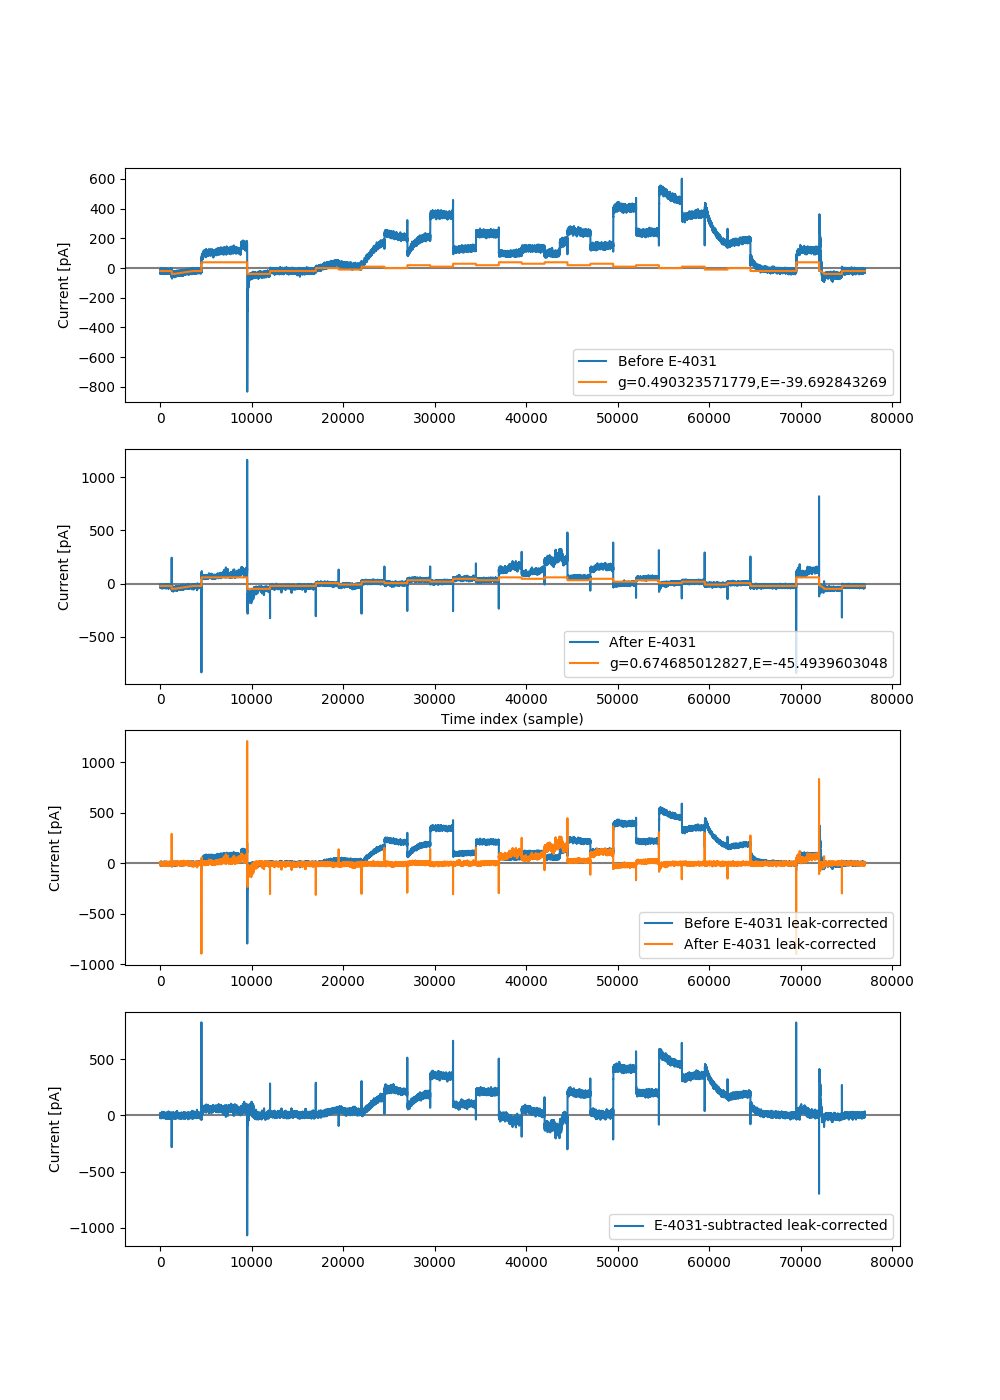 600
400
200
0
−200
−400
−600
−800
Current [pA]
Before E-4031
g=0.490323571779,E=-39.692843269
0 10000 20000 30000 40000 50000 60000 70000 80000
1000
500
0
−500
Current [pA]
After E-4031
g=0.674685012827,E=-45.4939603048
0 10000 20000 30000 40000 50000 60000 70000 80000
Time index (sample)
1000
500
0
−500
−1000
Current [pA]
Before E-4031 leak-corrected
After E-4031 leak-corrected
0 10000 20000 30000 40000 50000 60000 70000 80000
500
0
−500
−1000
Current [pA]
E-4031-subtracted leak-corrected
0 10000 20000 30000 40000 50000 60000 70000 80000